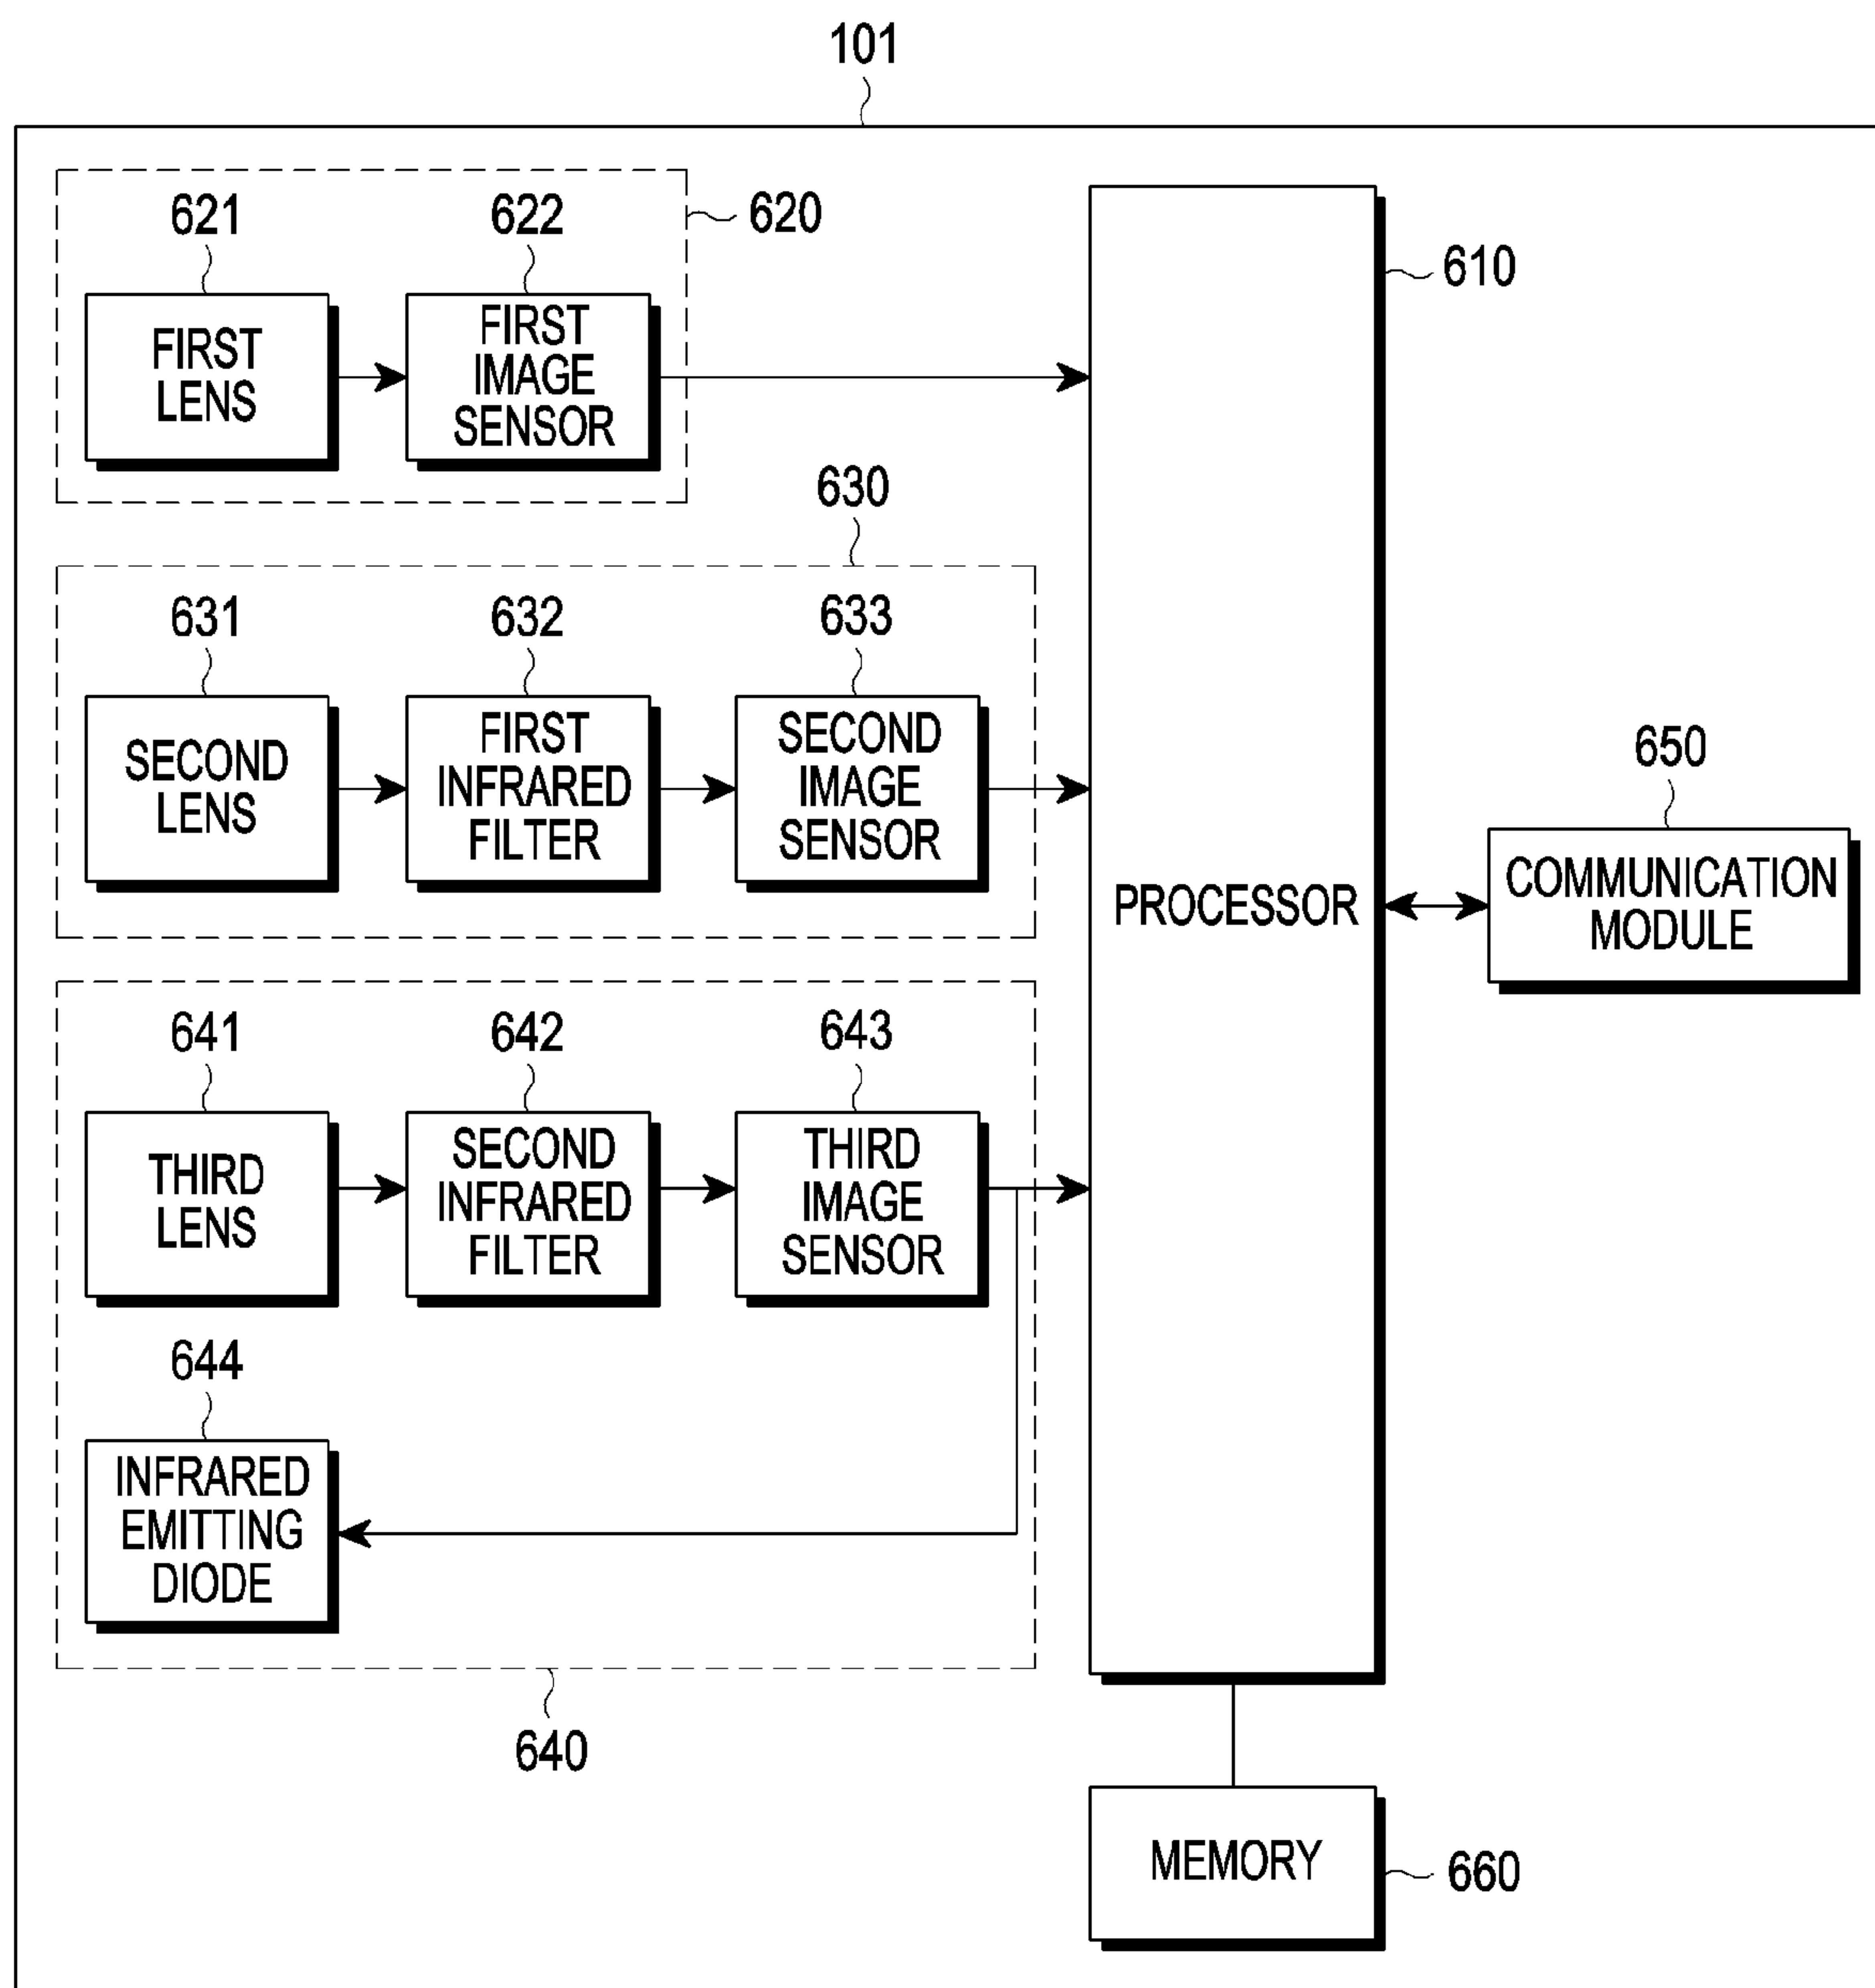 101
621
622
620
610
FIRST
LENS
FIRST
IMAGE
SENSOR
630
631
632
633
SECOND
LENS
FIRST
INFRARED
FILTER
SECOND
IMAGE
SENSOR
PROCESSOR
650
COMMUNICATION
MODULE
641
642
643
THIRD
LENS
SECOND
INFRARED
FILTER
THIRD
IMAGE
SENSOR
644
INFRARED
EMITTING
DIODE
640
MEMORY
660